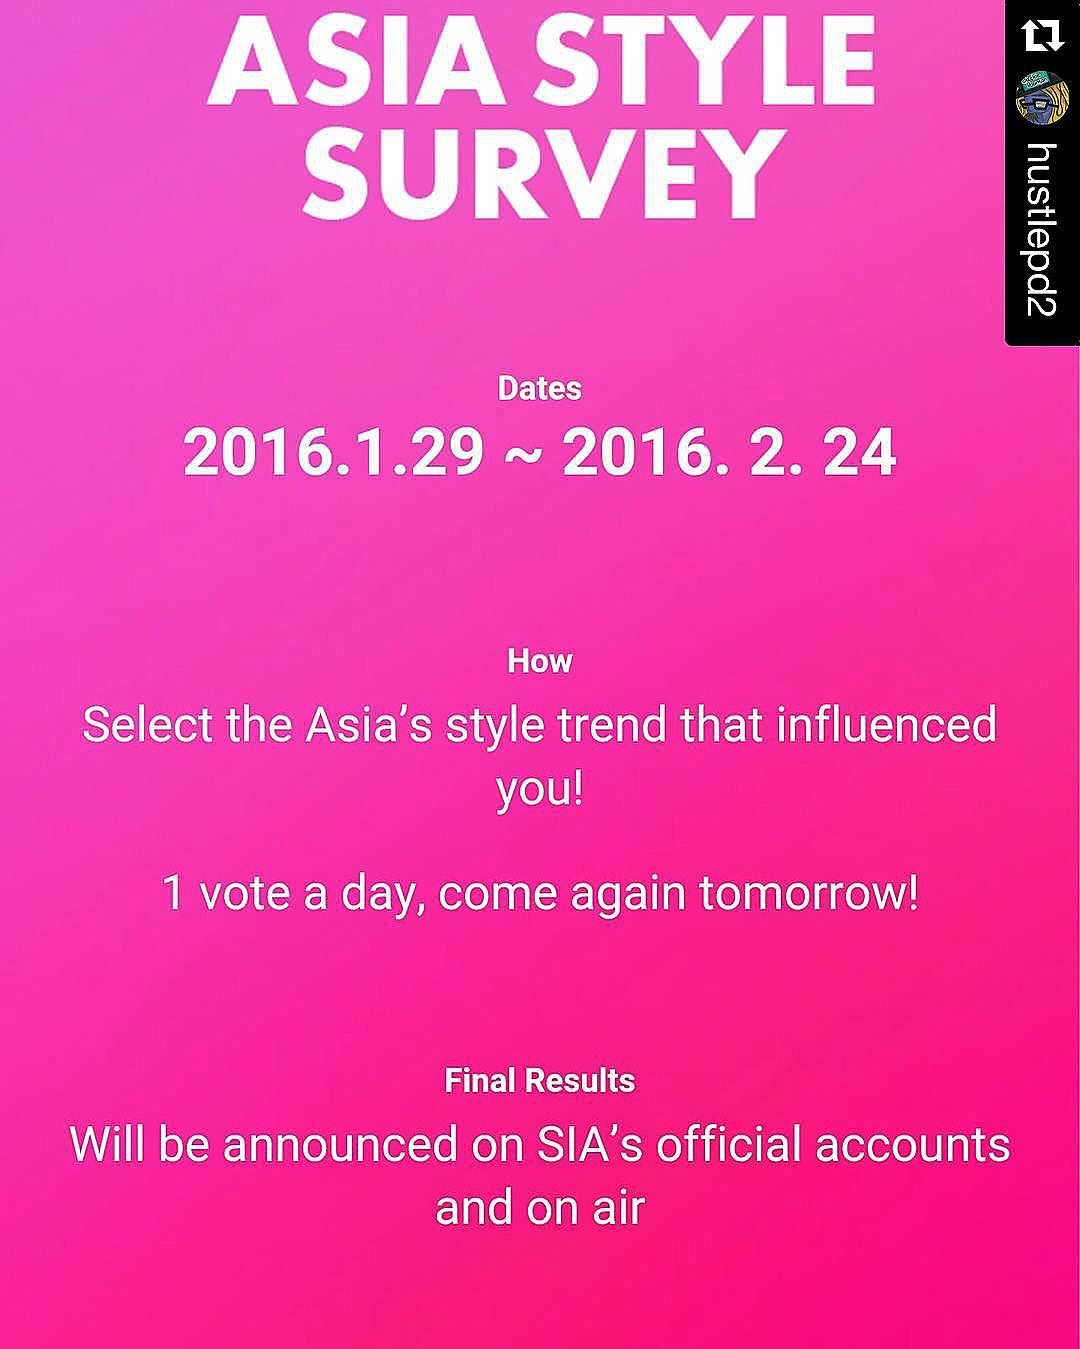 ASIA STYLE
SURVEY
hustlepd2
Dates
2016.1.29 ~ 2016. 2. 24
How
Select the Asia’s style trend that influenced
you!
1 vote a day, come again tomorrow!
Final Results
Will be announced on SIA’s official accounts
and on air